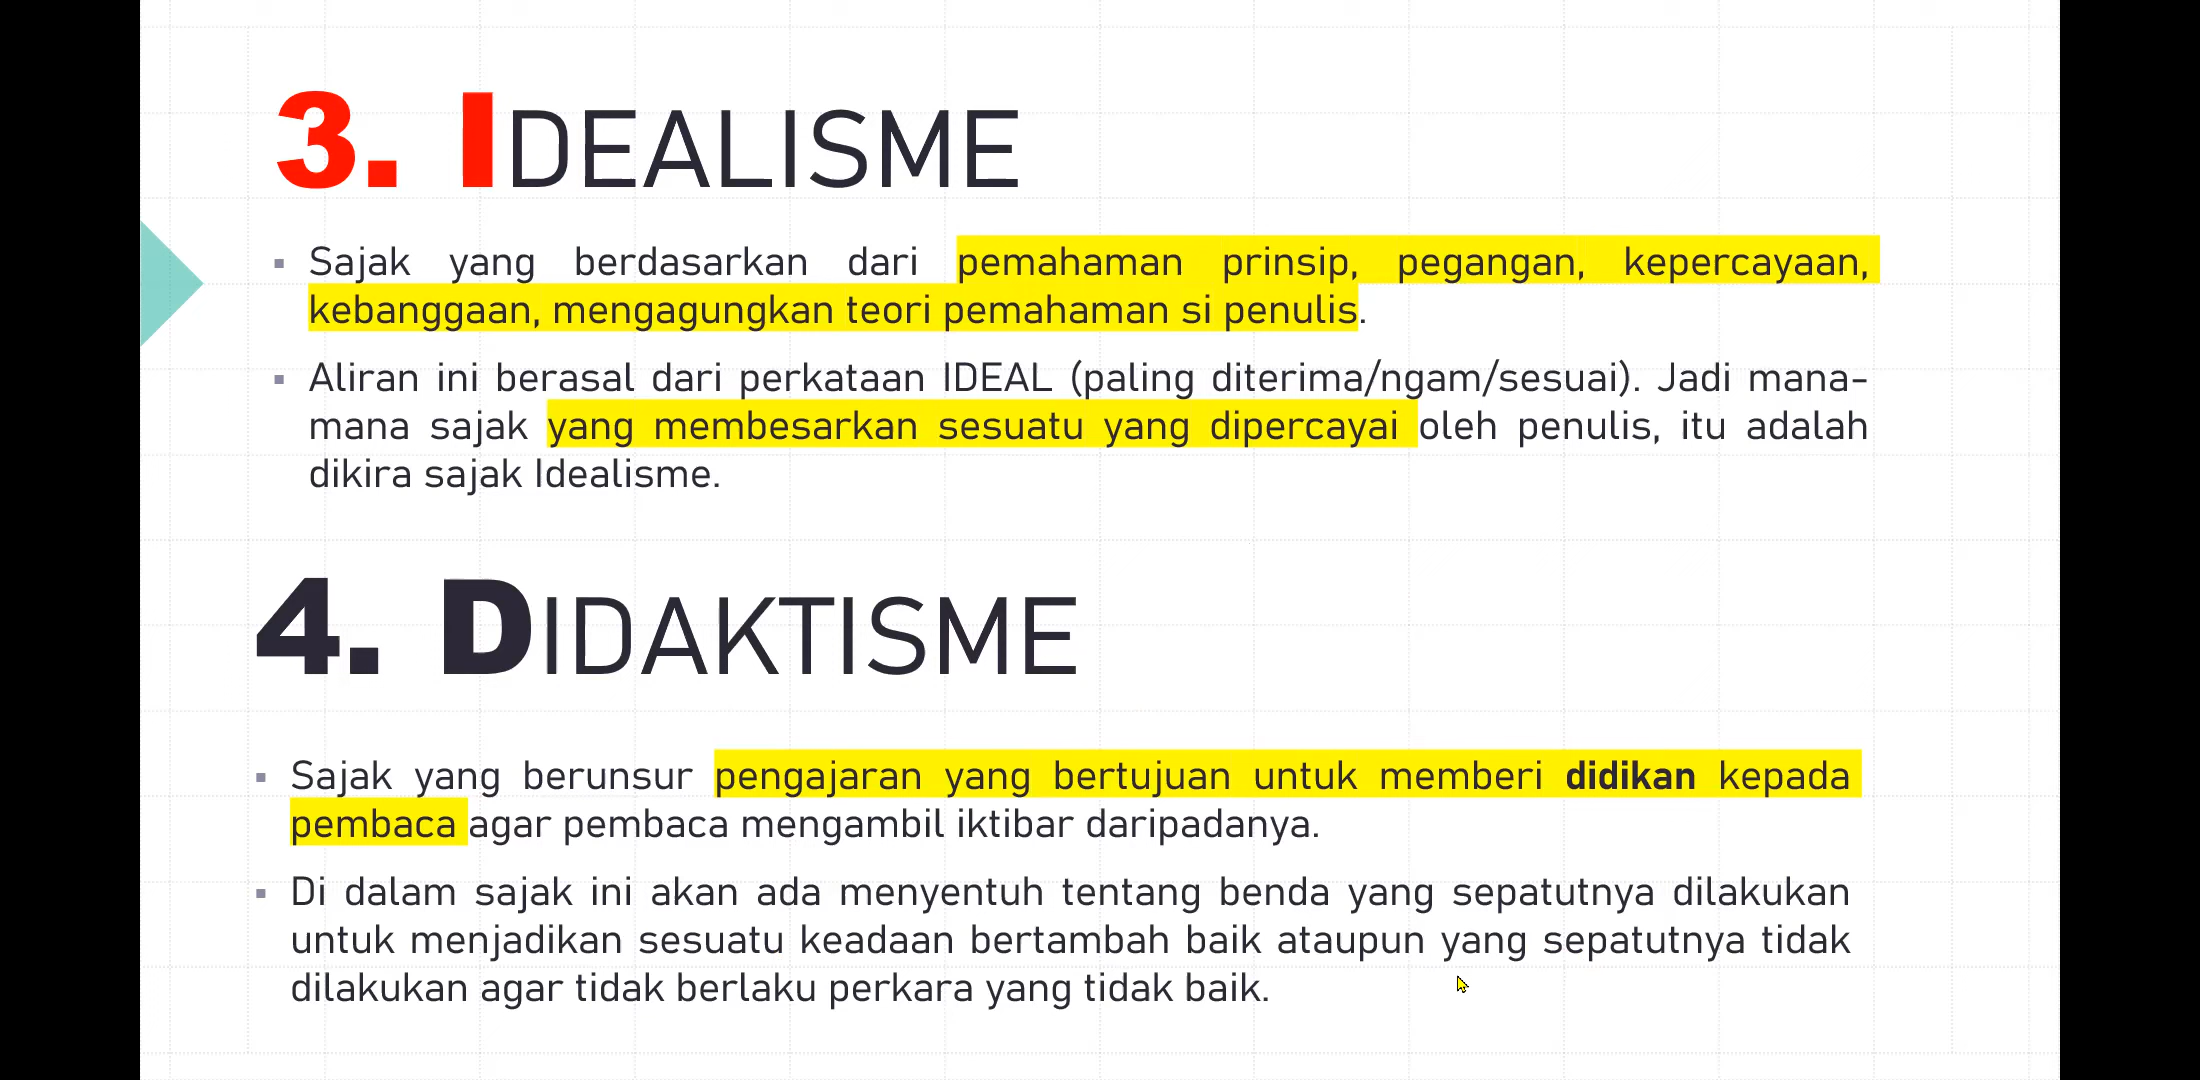 3. IDEALISME
▪ Sajak yang berdasarkan dari pemahaman prinsip, pegangan, kepercayaan,
kebanggaan, mengagungkan teori pemahaman si penulis.
▪ Aliran ini berasal dari perkataan IDEAL (paling diterima/ngam/sesuai). Jadi mana-
mana sajak yang membesarkan sesuatu yang dipercayai oleh penulis, itu adalah
dikira sajak Idealisme.
4. DIDAKTISME
▪ Sajak yang berunsur pengajaran yang bertujuan untuk memberi didikan kepada
pembaca agar pembaca mengambil iktibar daripadanya.
▪ Di dalam sajak ini akan ada menyentuh tentang benda yang sepatutnya dilakukan
untuk menjadikan sesuatu keadaan bertambah baik ataupun yang sepatutnya tidak
dilakukan agar tidak berlaku perkara yang tidak baik.